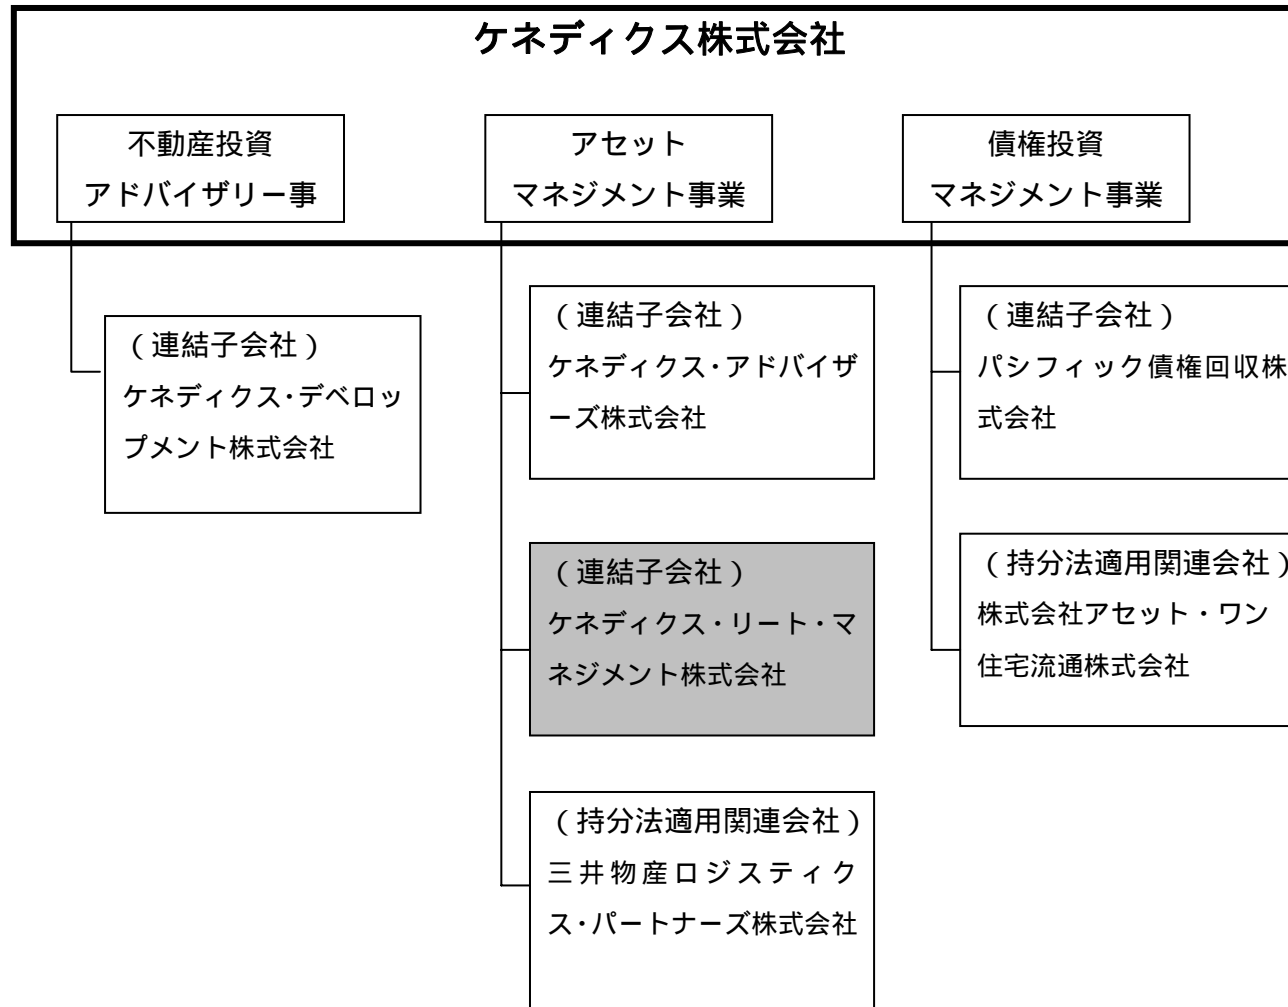 ケネディクス株式会社
不動産投資
アドバイザリー事
アセット
マネジメント事業
債権投資
マネジメント事業
（連結子会社）
ケネディクス・デベロッ
プメント株式会社
（連結子会社）
ケネディクス・アドバイザ
ーズ株式会社
（連結子会社）
ケネディクス・リート・マ
ネジメント株式会社
（持分法適用関連会社）
三井物産ロジスティク
ス・パートナーズ株式会社
（連結子会社）
パシフィック債権回収株
式会社
（持分法適用関連会社）
株式会社アセット・ワン
住宅流通株式会社